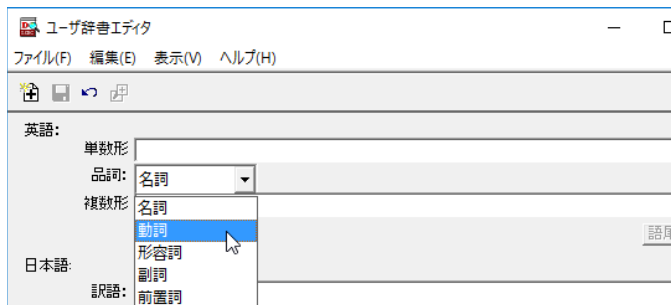 ユーザ辞書エディタ
ファイル(F) 編集(E) 表示(V) ヘルプ(H)
英語:
単数形
品詞: 名詞
複数形 名詞
動詞
形容詞
日本語:
副詞
訳語: 前置詞